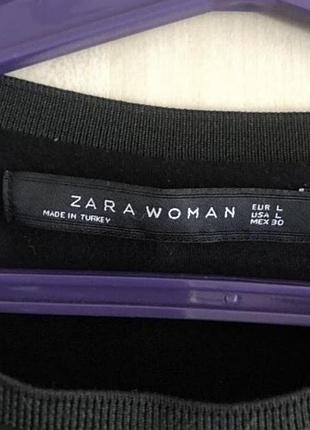 ZARA WOMAN
MADE IN TURKEY
EUR L
USA L
MEX 30